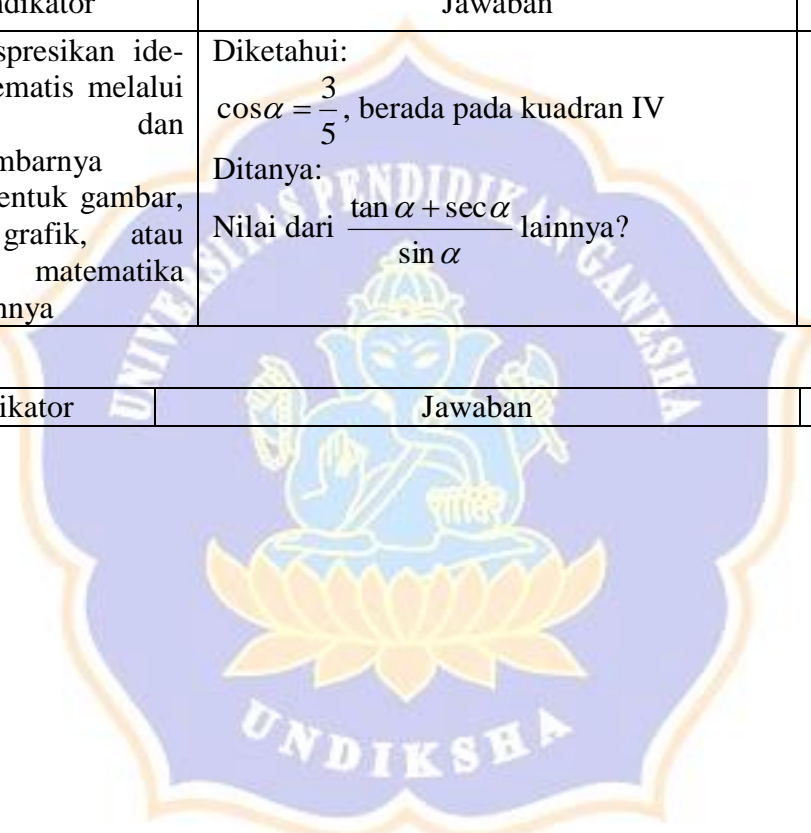 ndikator Jawaban
spresikan ide-
ematis melalui
dan
mbarnya
entuk gambar,
grafik, atau
matematika
nnya
Diketahui:
cosα = 3/5, berada pada kuadran IV
Ditanya:
Nilai dari (tan α + sec α)/(sin α) lainnya?
ikator Jawaban
UNIVERSITAS PENDIDIKAN GANESHA
UNDIKSHA